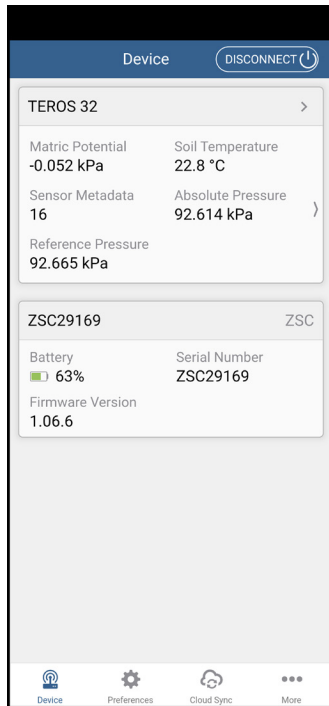 Device
DISCONNECT
TEROS 32
Matric Potential
-0.052 kPa
Soil Temperature
22.8 °C
Sensor Metadata
16
Absolute Pressure
92.614 kPa
Reference Pressure
92.665 kPa
ZSC29169
ZSC
Battery
63%
Serial Number
ZSC29169
Firmware Version
1.06.6
Device
Preferences
Cloud Sync
More